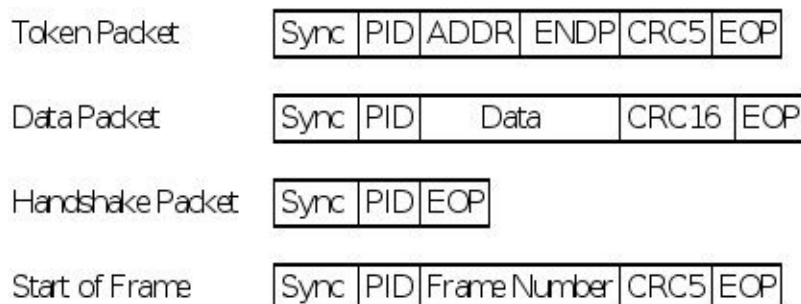 Token Packet Sync PID ADDR ENDP CRC5 EOP
Data Packet Sync PID Data CRC16 EOP
Handshake Packet Sync PID EOP
Start of Frame Sync PID Frame Number CRC5 EOP